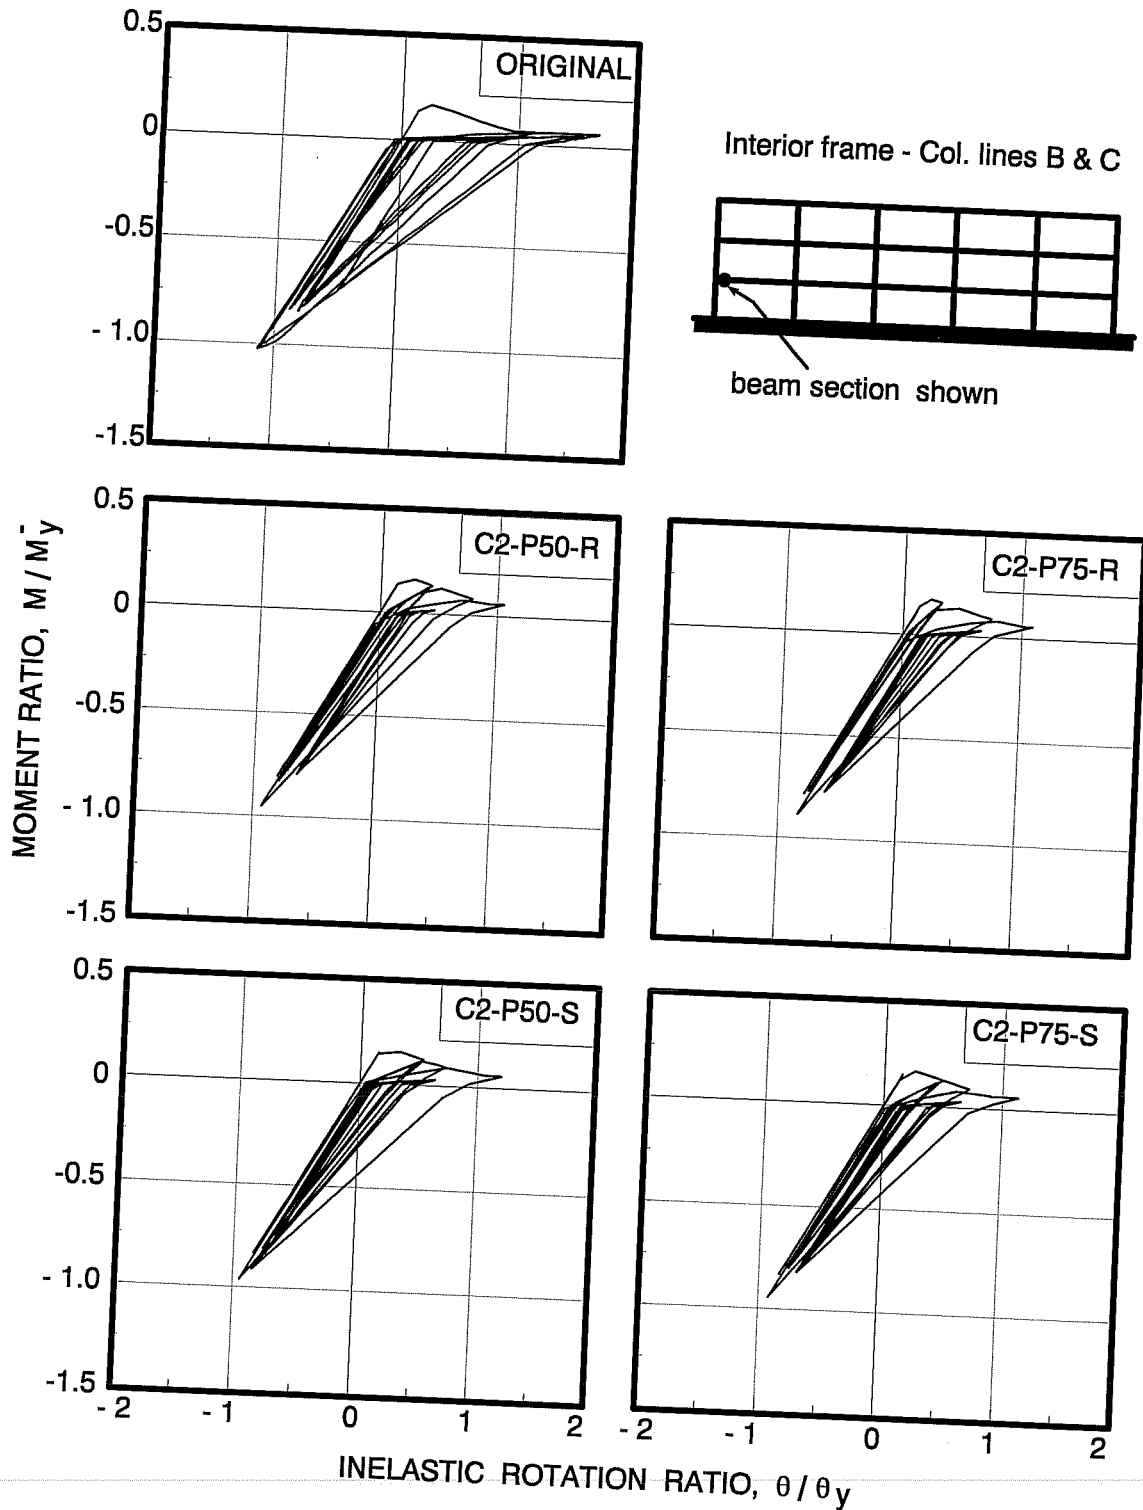 0.5
ORIGINAL
0
-0.5
- 1.0
-1.5
Interior frame - Col. lines B & C
beam section shown
MOMENT RATIO, M / M⁻y
0.5
C2-P50-R
0
-0.5
- 1.0
-1.5
C2-P75-R
0.5
C2-P50-S
0
-0.5
- 1.0
-1.5
- 2
- 1
0
1
2
C2-P75-S
- 2
- 1
0
1
2
INELASTIC ROTATION RATIO, θ / θ y